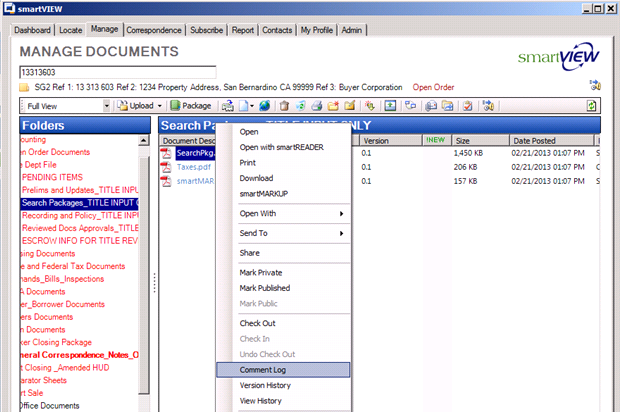 smartVIEW
Dashboard Locate Manage Correspondence Subscribe Report Contacts My Profile Admin
MANAGE DOCUMENTS
smartVIEW
13313603
SG2 Ref 1: 13 313 603 Ref 2: 1234 Property Address, San Bernardino CA 99999 Ref 3: Buyer Corporation Open Order
Full View Upload Package
Folders
ounting
en Order Documents
e Dept File
PENDING ITEMS
Prelims and Updates_TITLE INPU
Search Packages_TITLE INPUT O
Recording and Policy_TITLE INP
Reviewed Docs Approvals_TITLE
ESCROW INFO FOR TITLE REV
sing Documents
e and Federal Tax Documents
mands_Bills_Inspections
A Documents
er_Borrower Documents
ers Documents
n Documents
ker Closing Package
neral Correspondence_Notes_O
t Closing _Amended HUD
arator Sheets
rt Sale
Office Documents
Search Pa TITLE INPUT ONLY
Document Desc Version !NEW Size Date Posted
SearchPkg. 0.1 1,450 KB 02/21/2013 01:07 PM
Taxes.pdf 0.1 206 KB 02/21/2013 01:07 PM
smartMAR 0.1 157 KB 02/21/2013 01:07 PM
Open
Open with smartREADER
Print
Download
smartMARKUP
Open With
Send To
Share
Mark Private
Mark Published
Mark Public
Check Out
Check In
Undo Check Out
Comment Log
Version History
View History